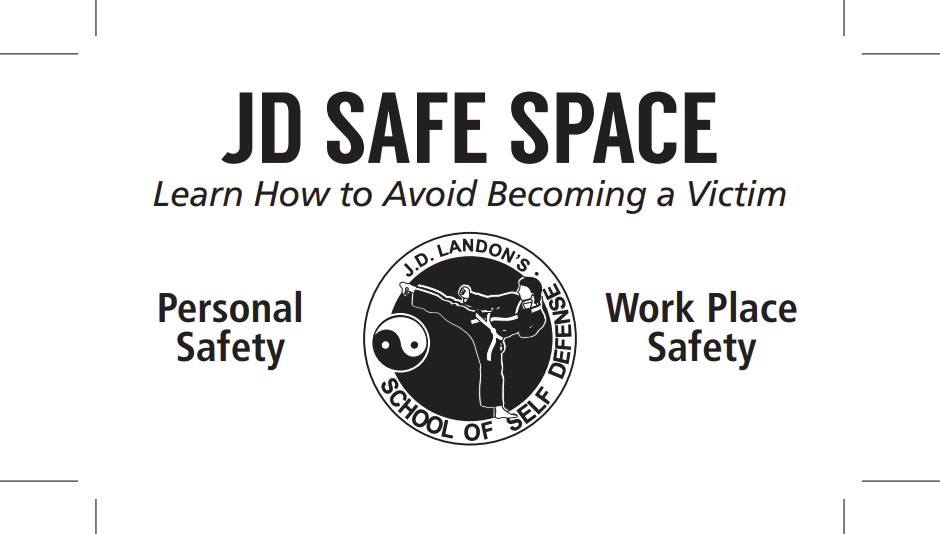 JD SAFE SPACE
Learn How to Avoid Becoming a Victim
J.D. LANDON'S ·
SCHOOL OF SELF DEFENSE
Personal
Safety
Work Place
Safety